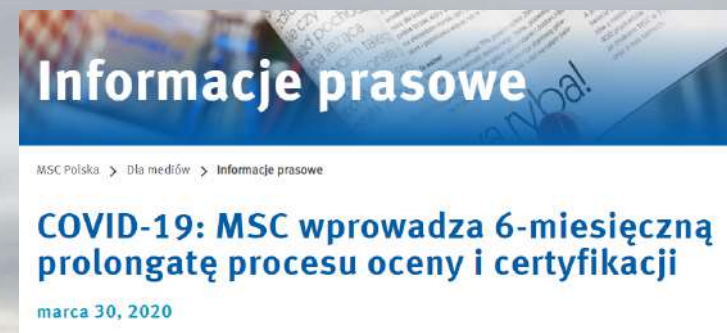 Informacje prasowe
ryba!
MSC Polska > Dla mediów > Informacje prasowe
COVID-19: MSC wprowadza 6-miesięczną
prolongatę procesu oceny i certyfikacji
marca 30, 2020